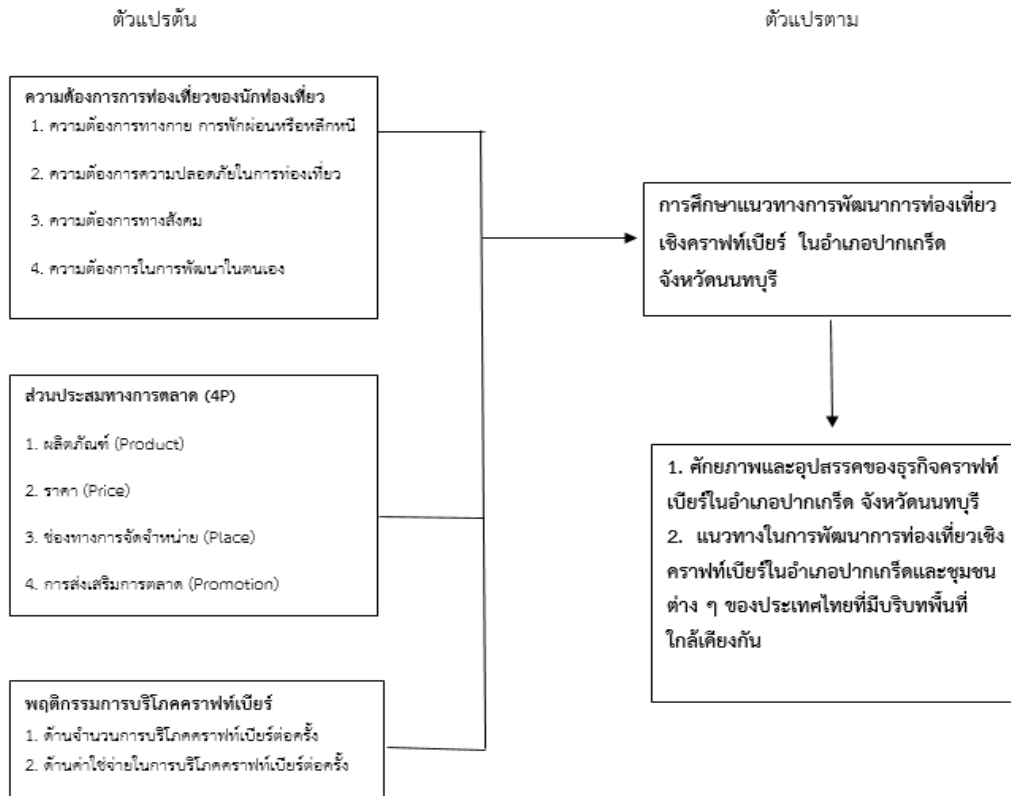 ตัวแปรต้น
ตัวแปรตาม
ความต้องการการท่องเที่ยวของนักท่องเที่ยว
1. ความต้องการทางกาย การพักผ่อนหรือหลีกหนี
2. ความต้องการความปลอดภัยในการท่องเที่ยว
3. ความต้องการทางสังคม
4. ความต้องการในการพัฒนาในตนเอง
ส่วนประสมทางการตลาด (4P)
1. ผลิตภัณฑ์ (Product)
2. ราคา (Price)
3. ช่องทางการจัดจำหน่าย (Place)
4. การส่งเสริมการตลาด (Promotion)
พฤติกรรมการบริโภคคราฟท์เบียร์
1. ด้านจำนวนการบริโภคคราฟท์เบียร์ต่อครั้ง
2. ด้านค่าใช้จ่ายในการบริโภคคราฟท์เบียร์ต่อครั้ง
การศึกษาแนวทางการพัฒนาการท่องเที่ยว
เชิงคราฟท์เบียร์ ในอำเภอปากเกร็ด
จังหวัดนนทบุรี
1. ศักยภาพและอุปสรรคของธุรกิจคราฟท์
เบียร์ในอำเภอปากเกร็ด จังหวัดนนทบุรี
2. แนวทางในการพัฒนาการท่องเที่ยวเชิง
คราฟท์เบียร์ในอำเภอปากเกร็ดและชุมชน
ต่าง ๆ ของประเทศไทยที่มีบริบทพื้นที่
ใกล้เคียงกัน